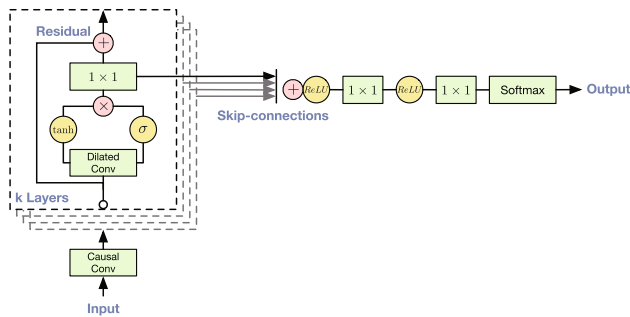 Residual
+
1 × 1
×
tanh
σ
Dilated
Conv
k Layers
Causal
Conv
Input
Skip-connections
+
ReLU
1 × 1
ReLU
1 × 1
Softmax
Output